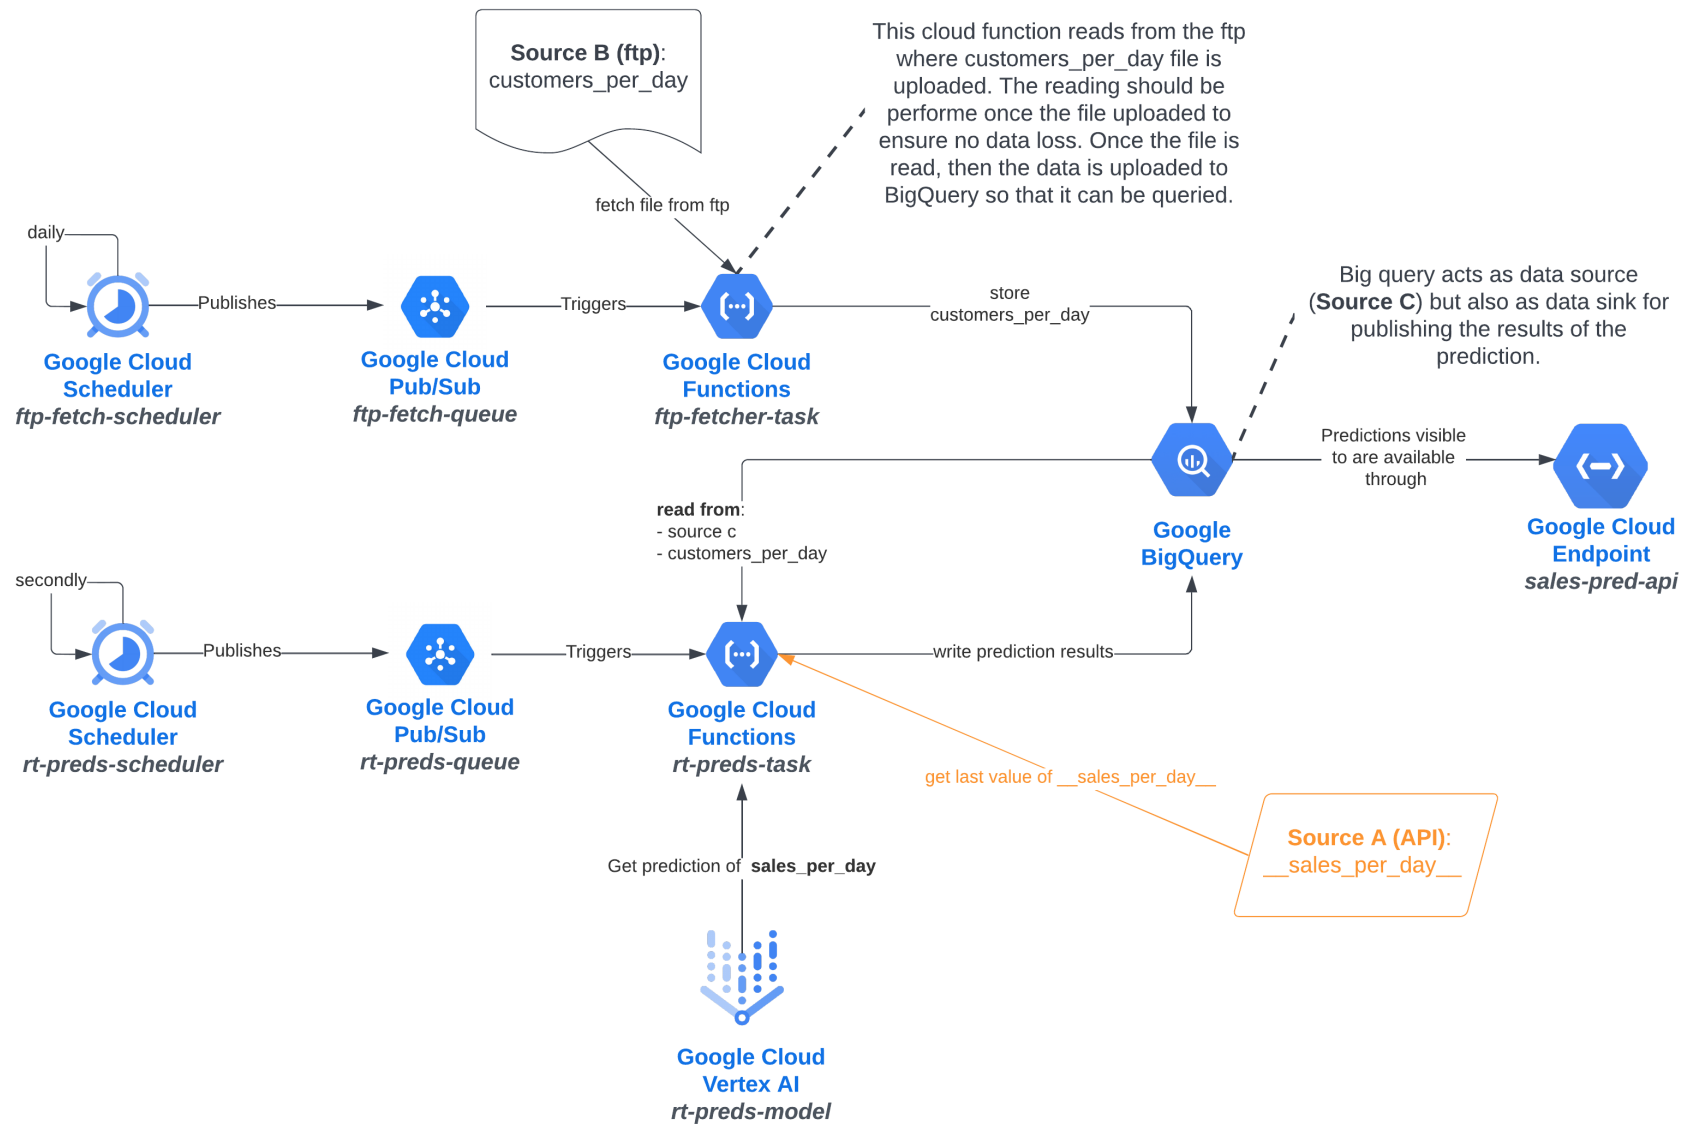 Source B (ftp):
customers_per_day
This cloud function reads from the ftp
where customers_per_day file is
uploaded. The reading should be
performe once the file uploaded to
ensure no data loss. Once the file is
read, then the data is uploaded to
BigQuery so that it can be queried.
fetch file from ftp
daily
Publishes
Triggers
store
customers_per_day
Big query acts as data source
(Source C) but also as data sink for
publishing the results of the
prediction.
Google Cloud
Scheduler
ftp-fetch-scheduler
Google Cloud
Pub/Sub
ftp-fetch-queue
Google Cloud
Functions
ftp-fetcher-task
Predictions visible
to are available
through
read from:
- source c
- customers_per_day
Google
BigQuery
Google Cloud
Endpoint
sales-pred-api
secondly
Publishes
Triggers
write prediction results
Google Cloud
Scheduler
rt-preds-scheduler
Google Cloud
Pub/Sub
rt-preds-queue
Google Cloud
Functions
rt-preds-task
get last value of __sales_per_day__
Source A (API):
__sales_per_day__
Get prediction of sales_per_day
Google Cloud
Vertex AI
rt-preds-model